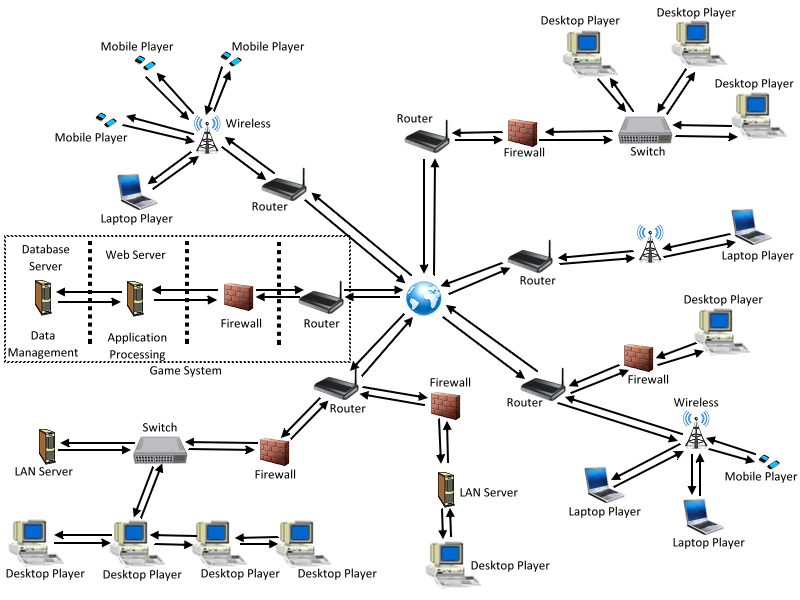 Desktop Player
Desktop Player
Mobile Player
Mobile Player
Desktop Player
Router
Wireless
Mobile Player
Firewall
Switch
Router
Laptop Player
Database
Server
Web Server
Laptop Player
Router
Desktop Player
Firewall
Router
Data
Management
Application
Processing
Game System
Firewall
Firewall
Router
Router
Wireless
Switch
LAN Server
Firewall
Mobile Player
LAN Server
Laptop Player
Laptop Player
Desktop Player
Desktop Player
Desktop Player
Desktop Player
Desktop Player